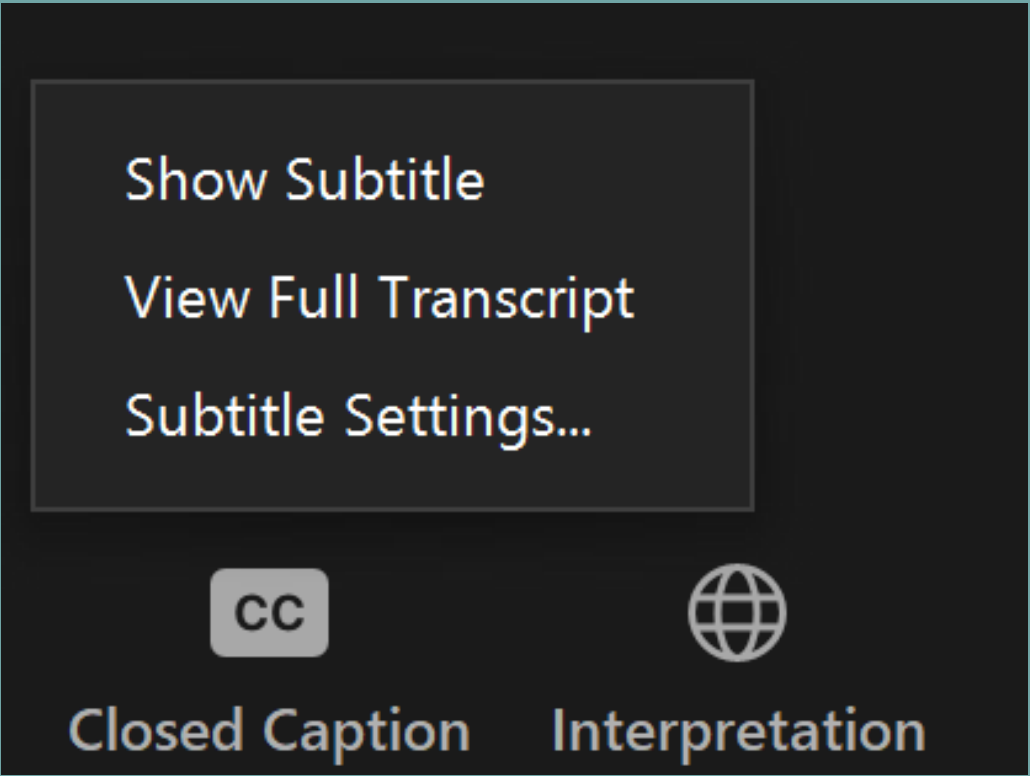 Show Subtitle
View Full Transcript
Subtitle Settings...
CC
Closed Caption
Interpretation